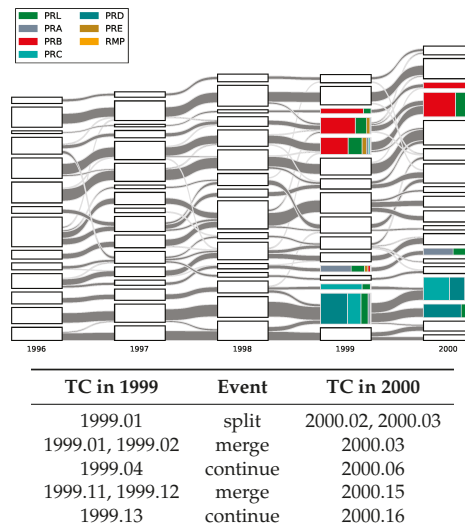 PRL PRD
PRA PRE
PRB RMP
PRC
1996 1997 1998 1999 2000
TC in 1999 Event TC in 2000
1999.01 split 2000.02, 2000.03
1999.01, 1999.02 merge 2000.03
1999.04 continue 2000.06
1999.11, 1999.12 merge 2000.15
1999.13 continue 2000.16